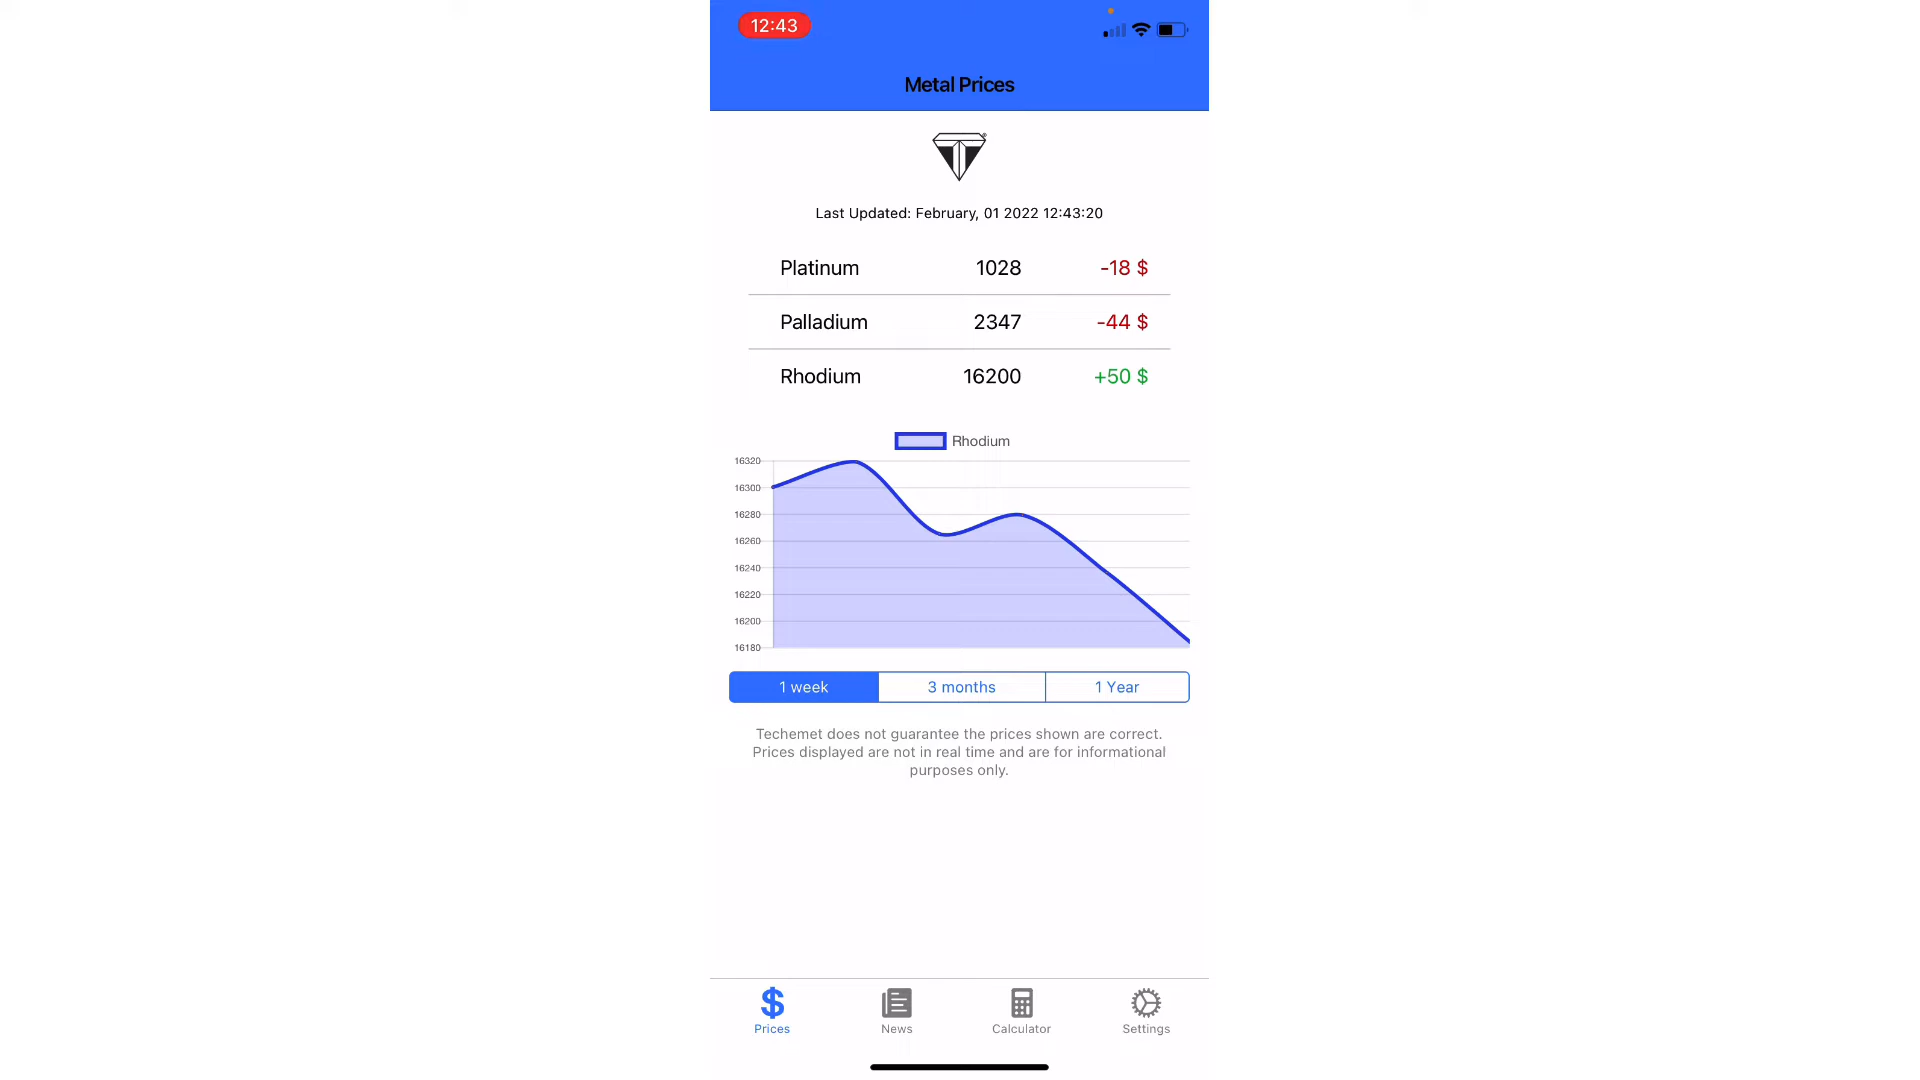 12:43
Metal Prices
Last Updated: February, 01 2022 12:43:20
Platinum 1028 -18 $
Palladium 2347 -44 $
Rhodium 16200 +50 $
Rhodium
16320
16300
16280
16260
16240
16220
16200
16180
1 week 3 months 1 Year
Techemet does not guarantee the prices shown are correct.
Prices displayed are not in real time and are for informational
purposes only.
Prices News Calculator Settings